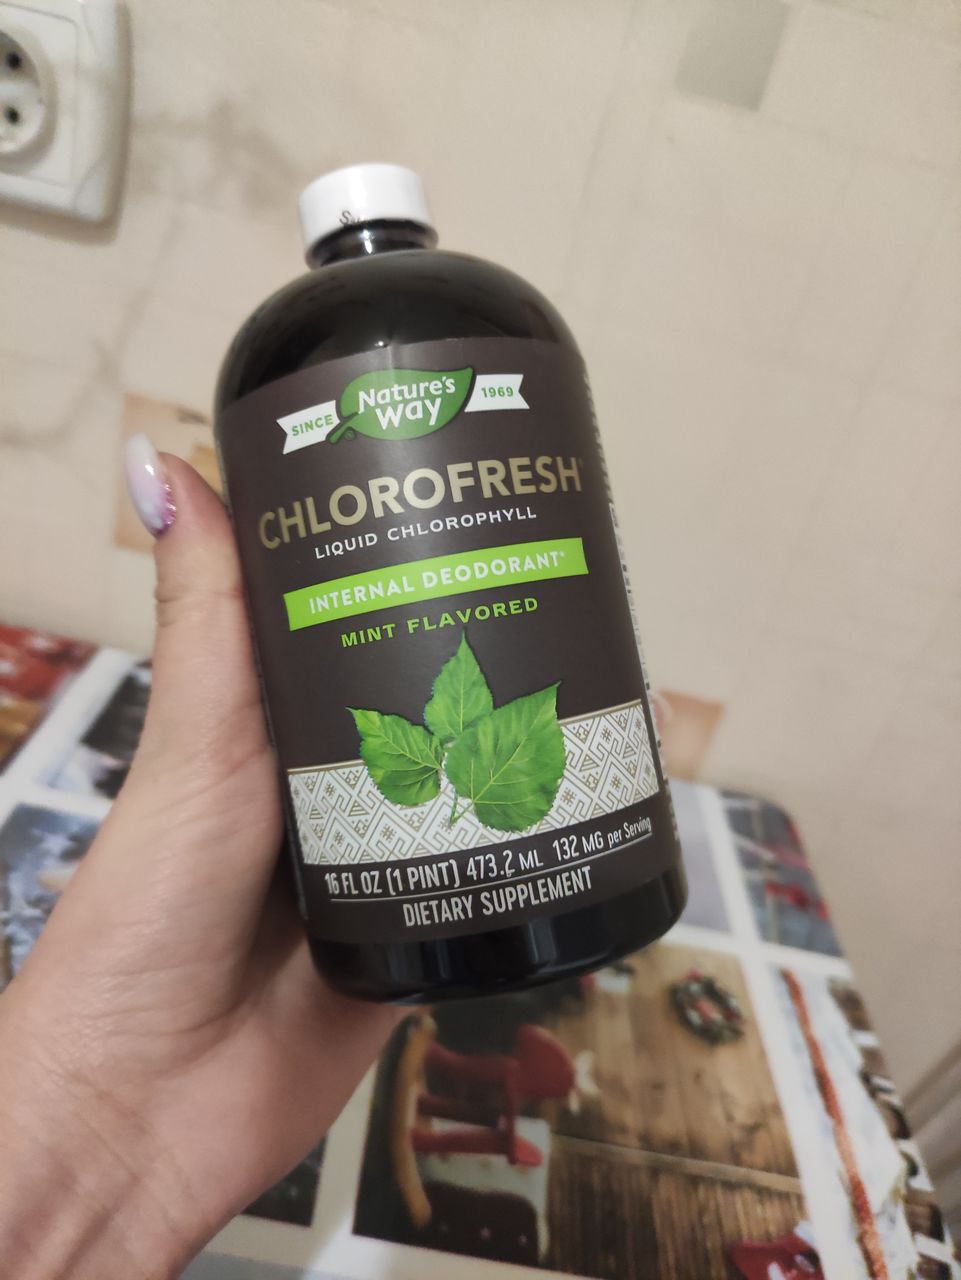 SINCE Nature's Way 1969
CHLOROFRESH®
LIQUID CHLOROPHYLL
INTERNAL DEODORANT*
MINT FLAVORED
16 FL OZ (1 PINT) 473.2 ML 132 MG per Serving
DIETARY SUPPLEMENT